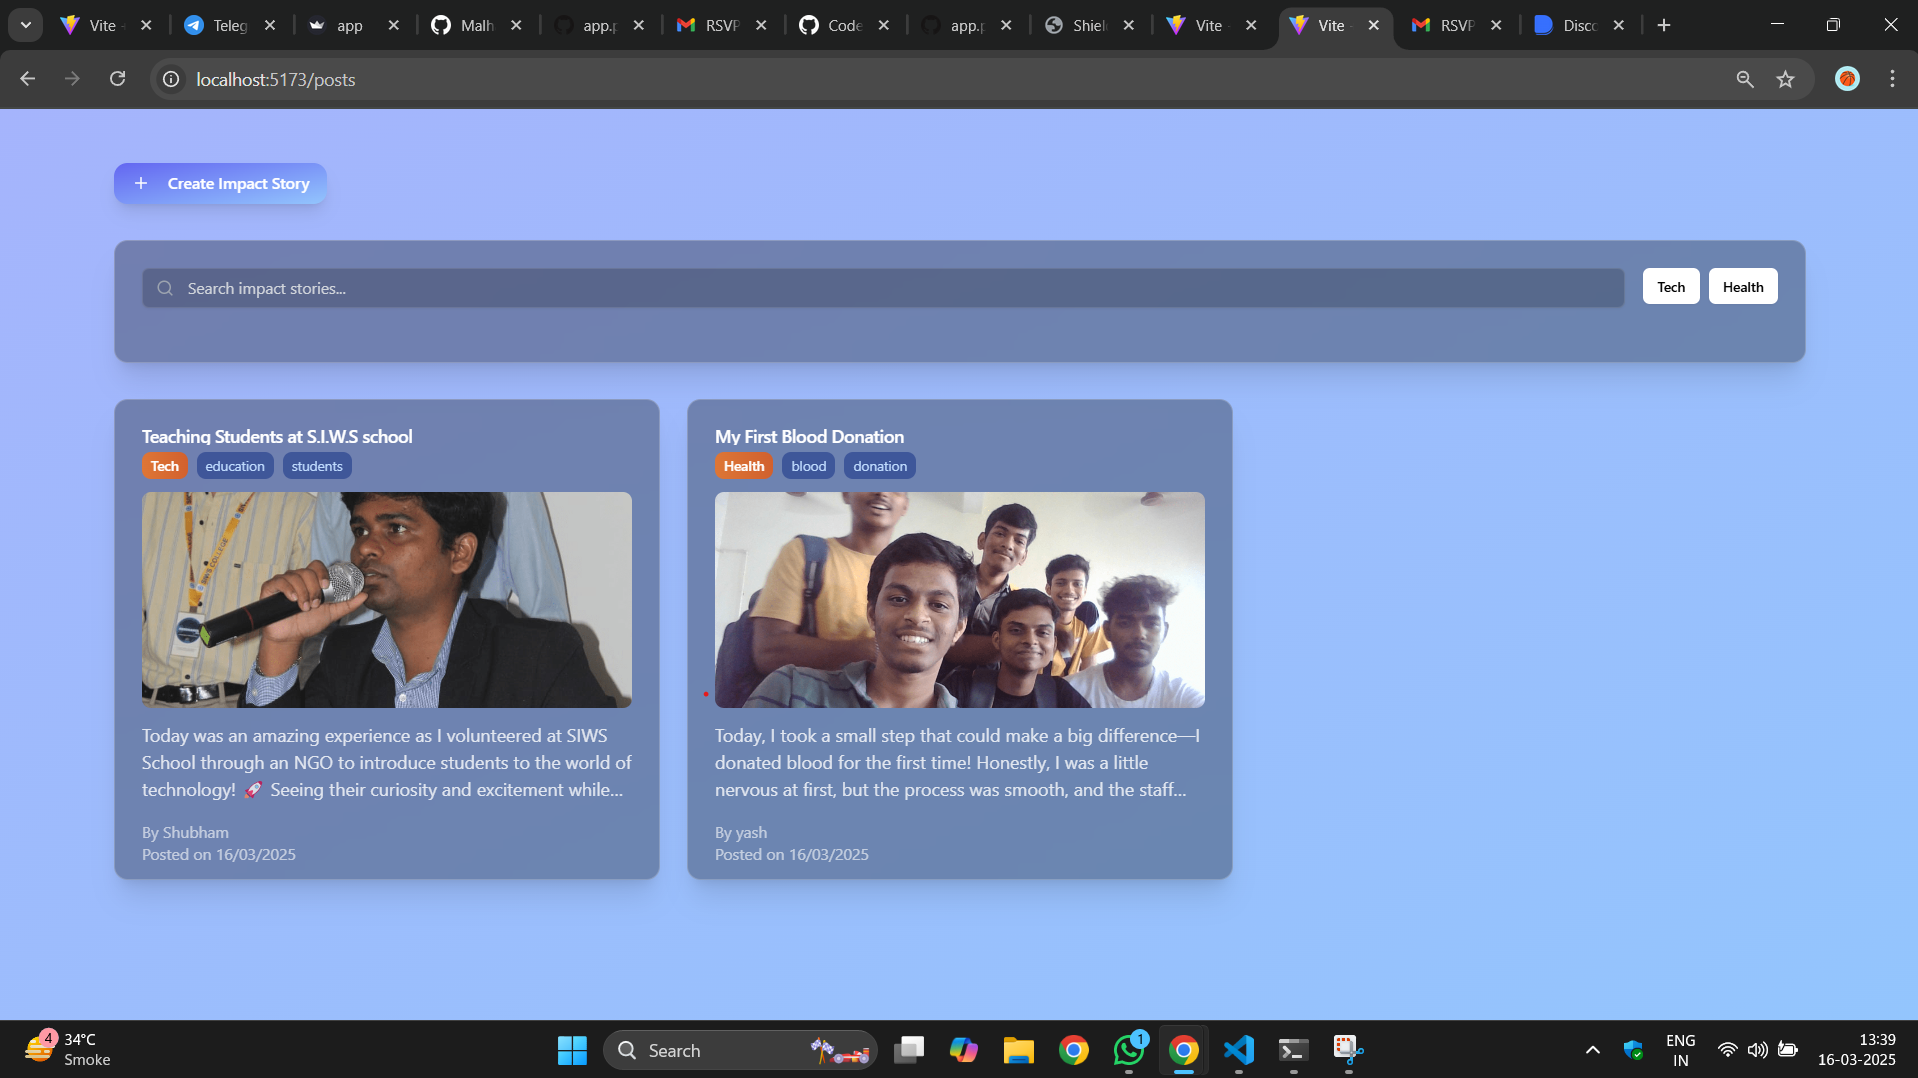 Vite
Teleg
app
Malh
app.p
RSVP
Code
app.p
Shiel
Vite
Vite
RSVP
Disco
localhost:5173/posts
Create Impact Story
Search impact stories...
Tech
Health
Teaching Students at S.I.W.S school
Tech education students
Today was an amazing experience as I volunteered at SIWS
School through an NGO to introduce students to the world of
technology! 🚀 Seeing their curiosity and excitement while...
By Shubham
Posted on 16/03/2025
My First Blood Donation
Health blood donation
Today, I took a small step that could make a big difference—I
donated blood for the first time! Honestly, I was a little
nervous at first, but the process was smooth, and the staff...
By yash
Posted on 16/03/2025
4
34°C
Smoke
Search
1
ENG
IN
13:39
16-03-2025